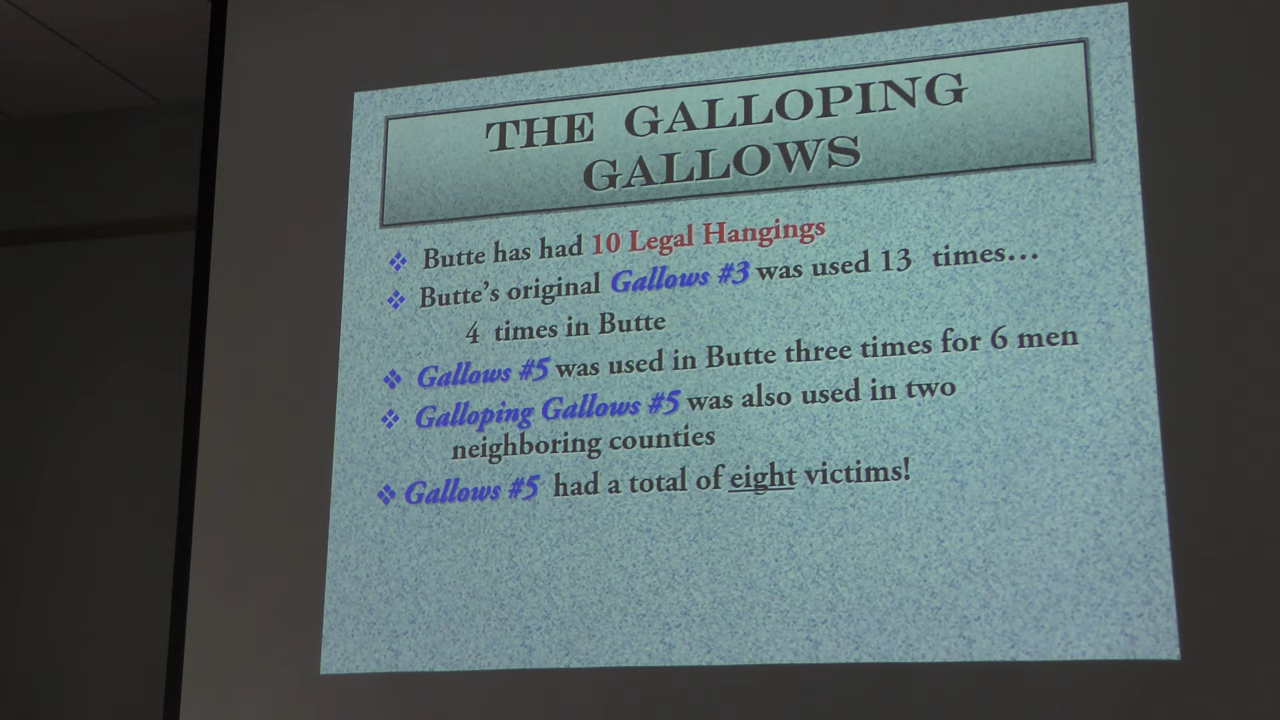 THE GALLOPING
GALLOWS
Butte has had 10 Legal Hangings
Butte's original Gallows #3 was used 13 times...
4 times in Butte
Gallows #5 was used in Butte three times for 6 men
Galloping Gallows #5 was also used in two
neighboring counties
Gallows #5 had a total of eight victims!